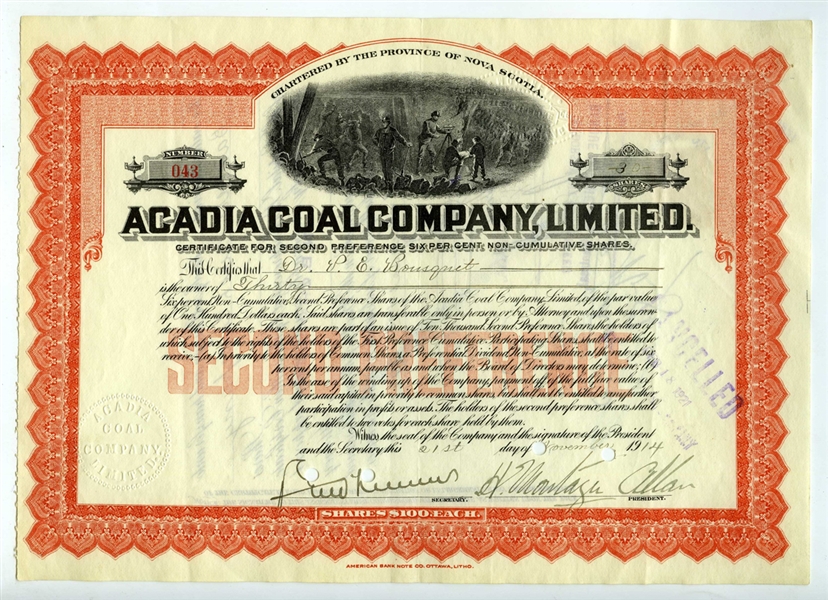 CHARTERED BY THE PROVINCE OF NOVA SCOTIA.
NUMBER
043
SHARES
ACADIA COAL COMPANY, LIMITED.
CERTIFICATE FOR SECOND PREFERENCE SIX PER CENT NON-CUMULATIVE SHARES.
This Certifies that Dr. P. E. Bousquet
is the owner of Thirty
Six per cent Non-Cumulative, Second Preference Shares of the Acadia Coal Company, Limited, of the par value
of One Hundred Dollars each. Said shares are transferable only in person or by Attorney and upon the surren-
der of this Certificate. These shares are part of an issue of Ten Thousand Second Preference Shares, the holders of
which, subject to the rights of the holders of the First Preference Cumulative Participating Shares, shall be entitled to
receive,- (a) In priority to the holders of Common Shares a Preferential Dividend, Non-Cumulative, at the rate of six
per cent per annum, payable as and when the Board of Directors may determine; (b)
In the case of the winding up of the Company, payment off of the full par value of
their said capital in priority to common shares, but shall not be entitled to any other
participation in profits or assets. The holders of the second preference shares shall
be entitled to five votes for each share held by them.
Witness the seal of the Company and the signature of the President
and the Secretary this 21st day of November 1914
SECRETARY.
PRESIDENT.
ACADIA
COAL
COMPANY,
LIMITED.
SHARES $100. EACH.
AMERICAN BANK NOTE CO. OTTAWA, LITHO.